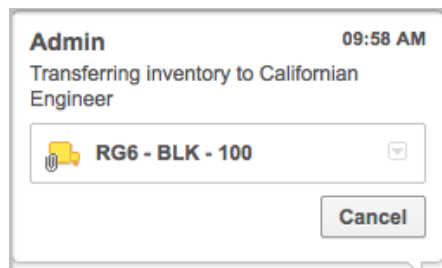 Admin 09:58 AM
Transferring inventory to Californian
Engineer
RG6 - BLK - 100
Cancel